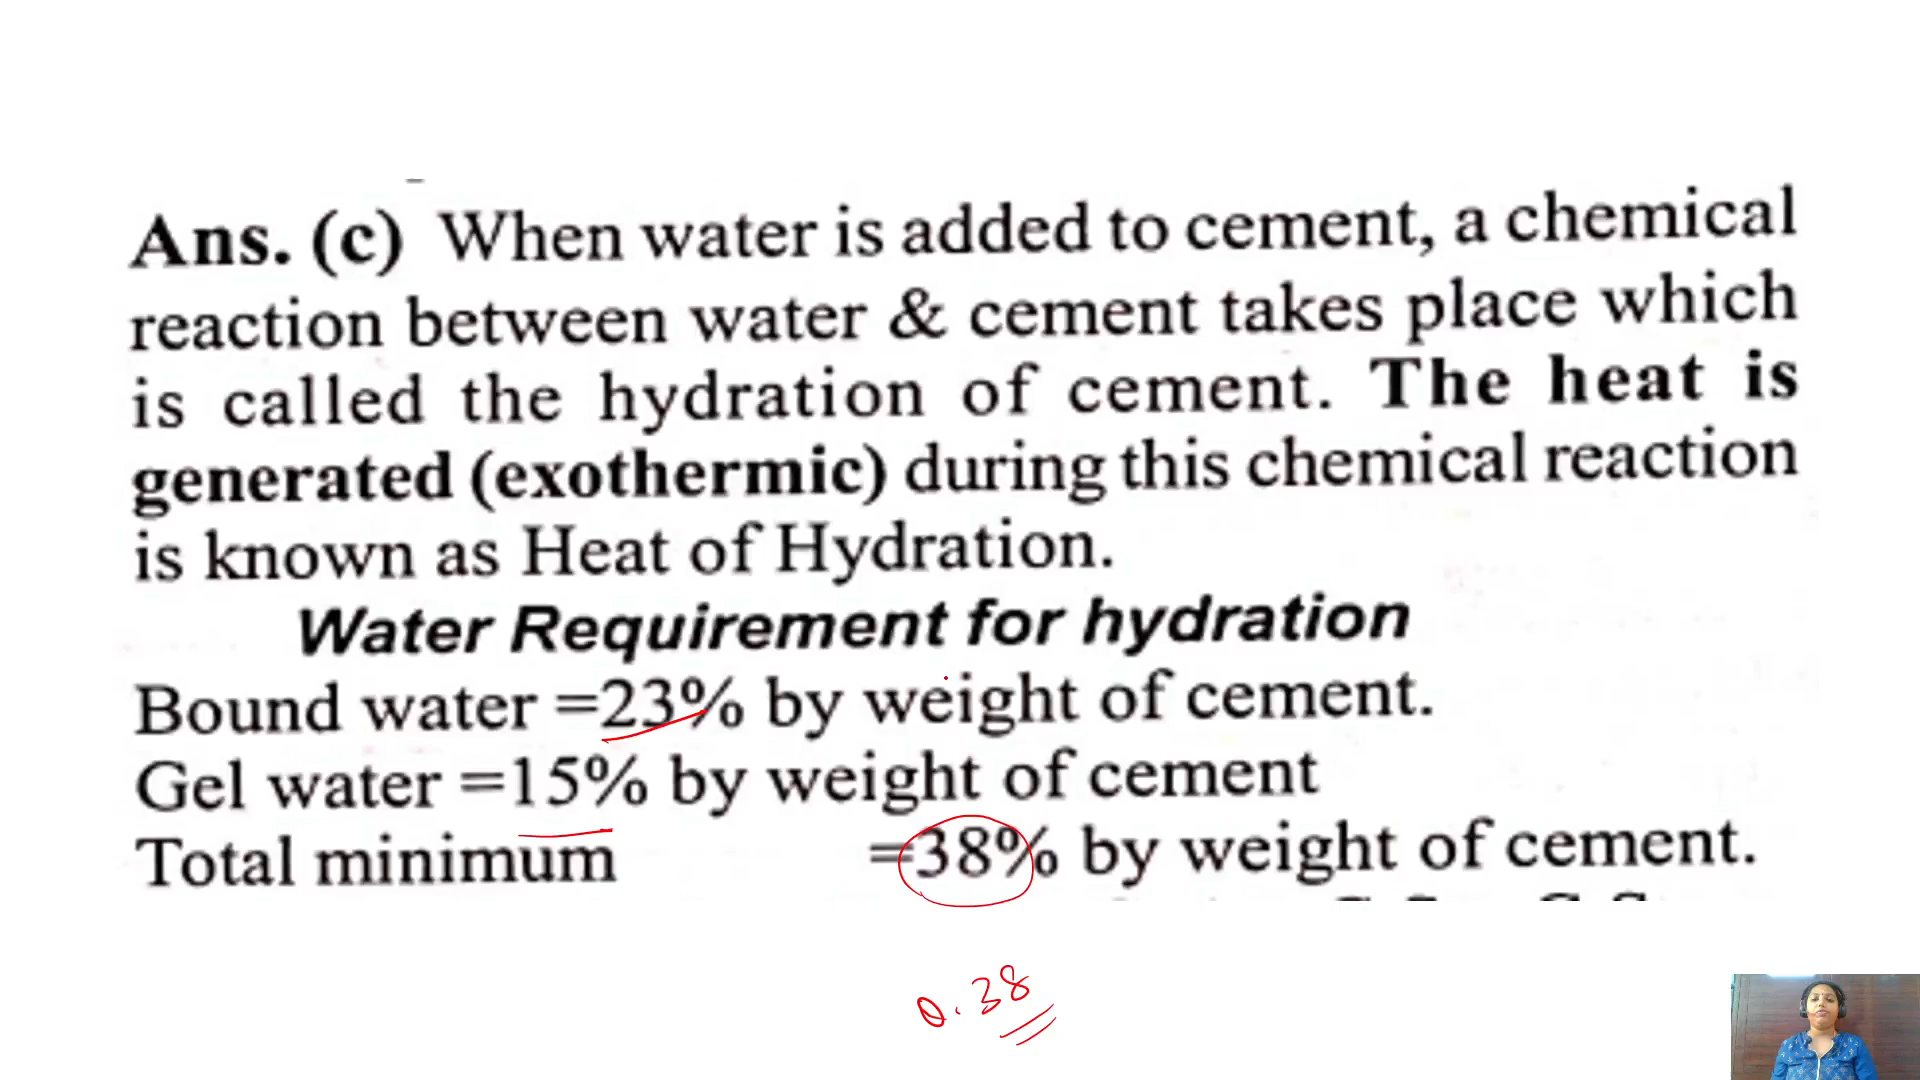 Ans. (c) When water is added to cement, a chemical
reaction between water & cement takes place which
is called the hydration of cement. The heat is
generated (exothermic) during this chemical reaction
is known as Heat of Hydration.
Water Requirement for hydration
Bound water =23% by weight of cement.
Gel water =15% by weight of cement
Total minimum =38% by weight of cement.
0.38